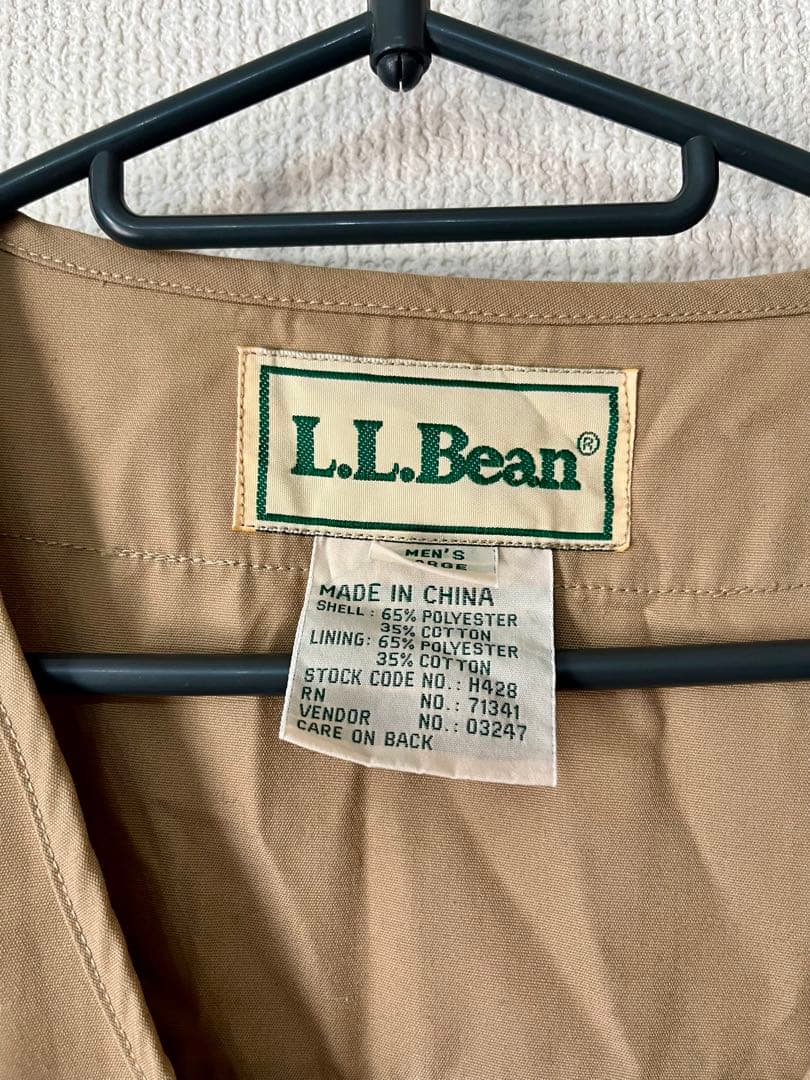 L.L.Bean®
MEN'S
MADE IN CHINA
SHELL: 65% POLYESTER
35% COTTON
LINING: 65% POLYESTER
35% COTTON
STOCK CODE NO.: H428
RN NO.: 71341
VENDOR NO.: 03247
CARE ON BACK